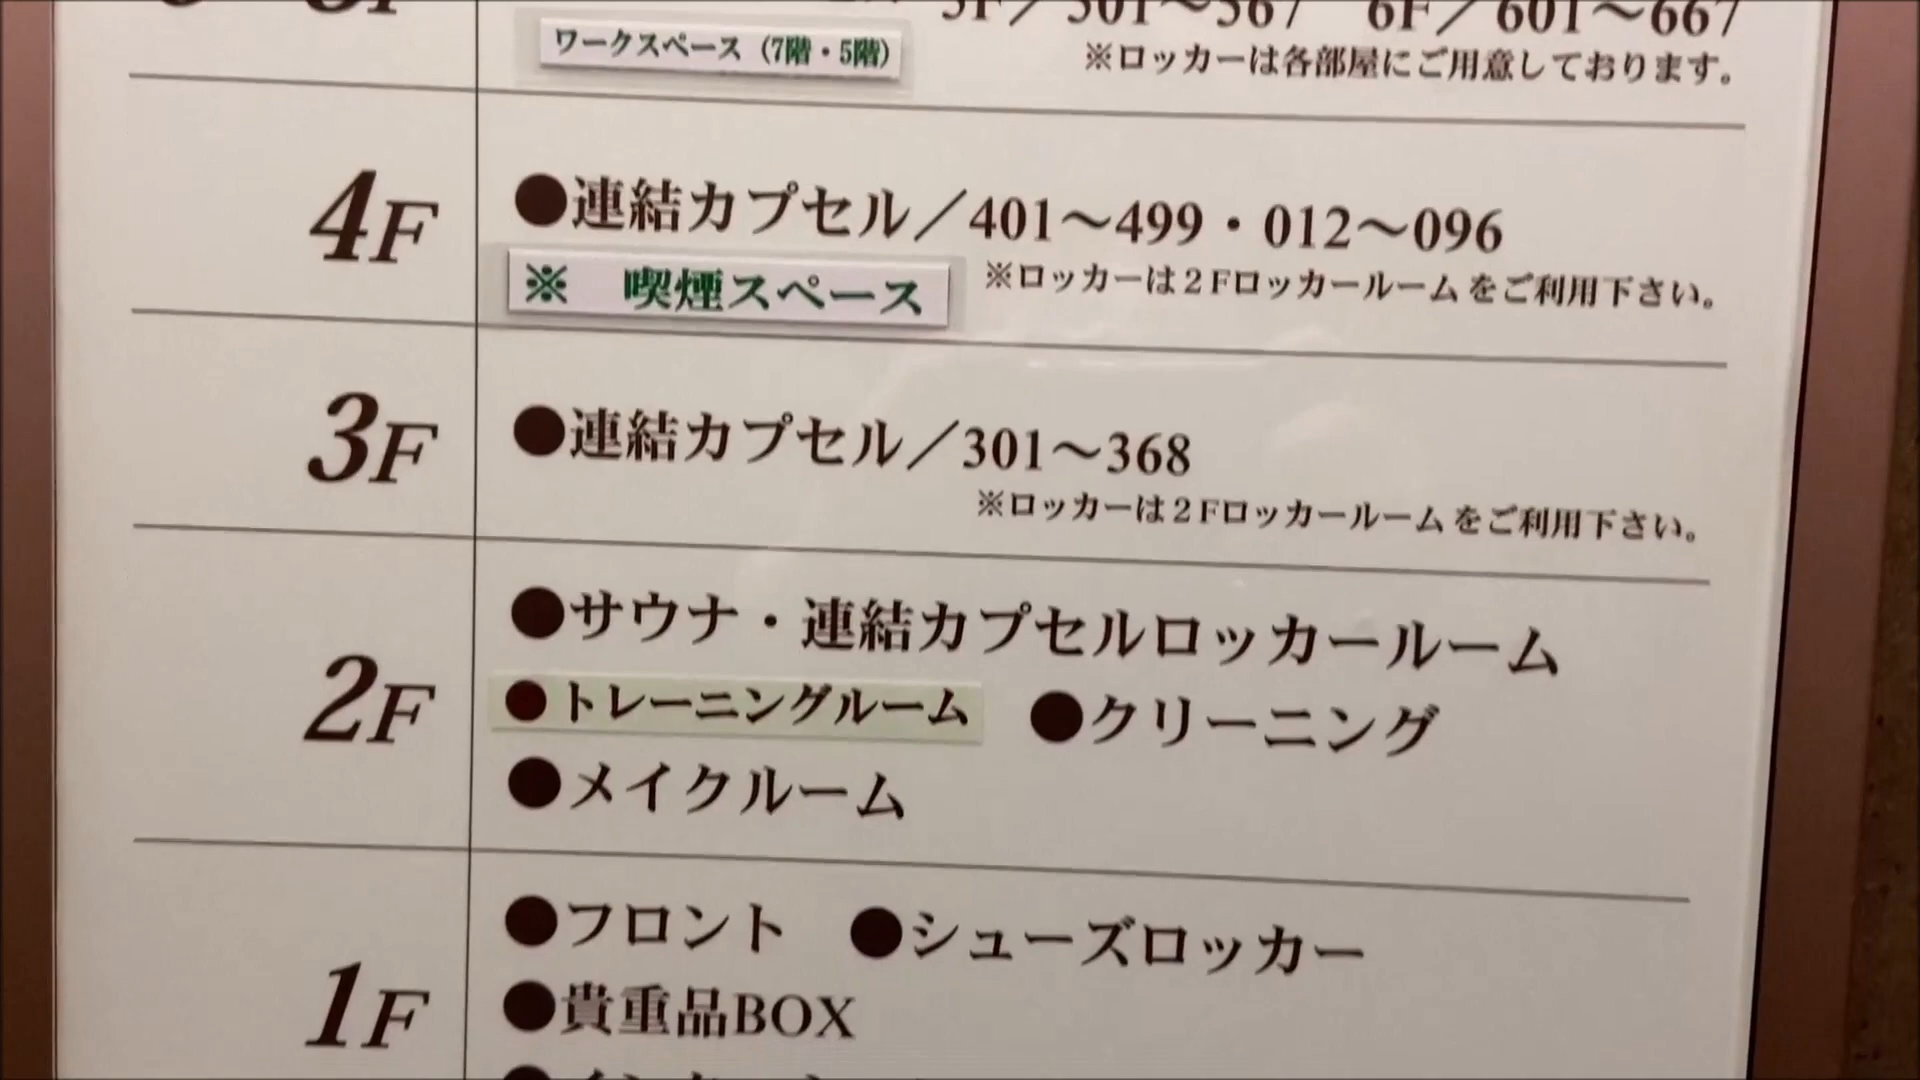 5F／501～567　6F／601～667
ワークスペース（7階・5階）
※ロッカーは各部屋にご用意しております。
4F
●連結カプセル／401～499・012～096
※　喫煙スペース
※ロッカーは2Fロッカールームをご利用下さい。
3F
●連結カプセル／301～368
※ロッカーは2Fロッカールームをご利用下さい。
2F
●サウナ・連結カプセルロッカールーム
●トレーニングルーム　●クリーニング
●メイクルーム
1F
●フロント　●シューズロッカー
●貴重品BOX